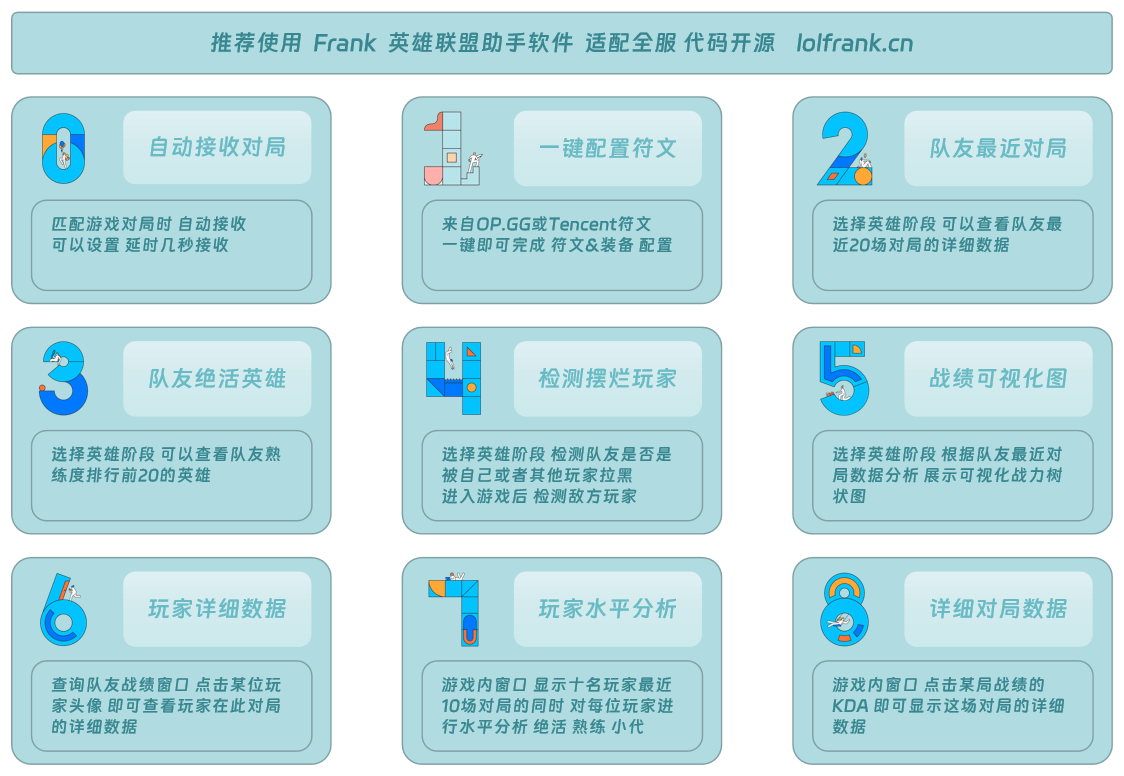 推荐使用 Frank 英雄联盟助手软件 适配全服 代码开源 lolfrank.cn
0
自动接收对局
匹配游戏对局时 自动接收
可以设置 延时几秒接收
1
一键配置符文
来自OP.GG或Tencent符文
一键即可完成 符文&装备 配置
2
队友最近对局
选择英雄阶段 可以查看队友最
近20场对局的详细数据
3
队友绝活英雄
选择英雄阶段 可以查看队友熟
练度排行前20的英雄
4
检测摆烂玩家
选择英雄阶段 检测队友是否是
被自己或者其他玩家拉黑
进入游戏后 检测敌方玩家
5
战绩可视化图
选择英雄阶段 根据队友最近对
局数据分析 展示可视化战力树
状图
6
玩家详细数据
查询队友战绩窗口 点击某位玩
家头像 即可查看玩家在此对局
的详细数据
7
玩家水平分析
游戏内窗口 显示十名玩家最近
10场对局的同时 对每位玩家进
行水平分析 绝活 熟练 小代
8
详细对局数据
游戏内窗口 点击某局战绩的
KDA 即可显示这场对局的详细
数据